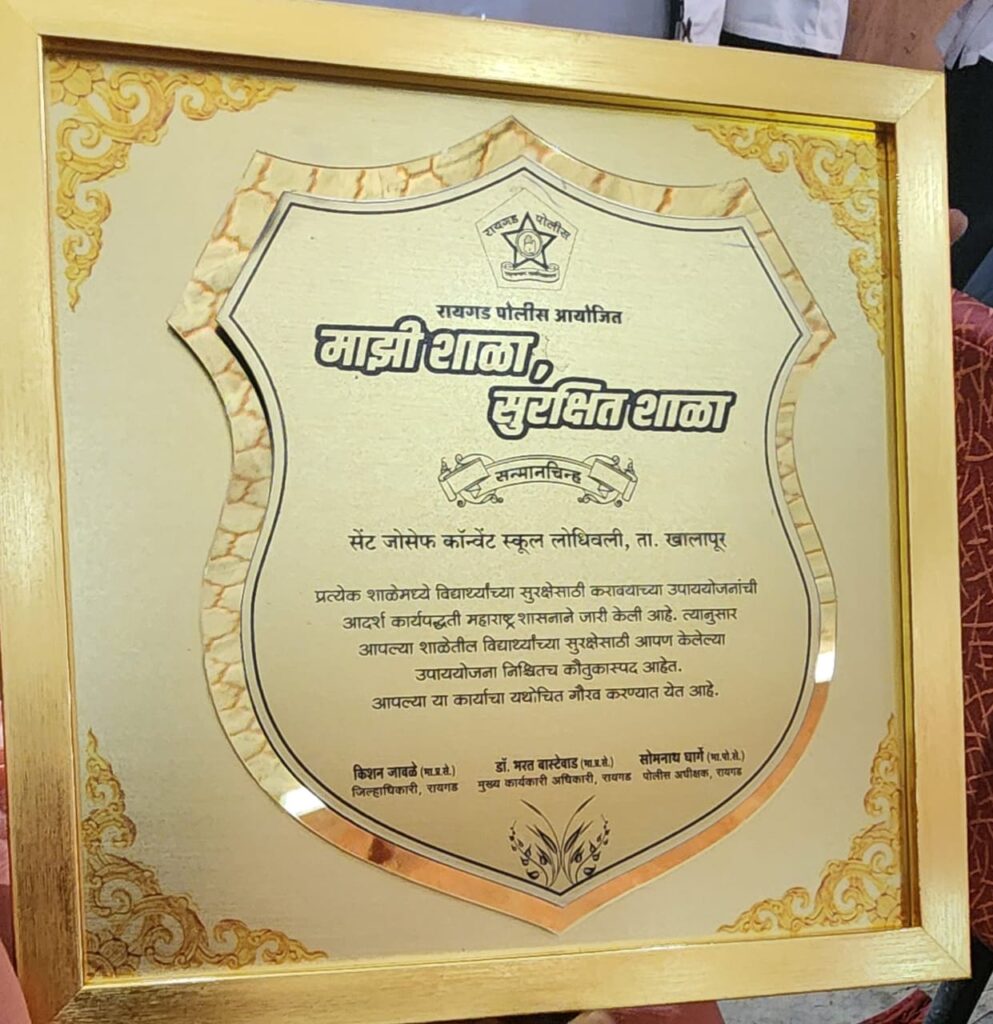 रायगड पोलीस
रायगड पोलीस आयोजित
माझी शाळा,
सुरक्षित शाळा
सन्मानचिन्ह
सेंट जोसेफ कॉन्वेंट स्कूल लोधिवली, ता. खालापूर
प्रत्येक शाळेमध्ये विद्यार्थ्यांच्या सुरक्षेसाठी करावयाच्या उपाययोजनांची
आदर्श कार्यपद्धती महाराष्ट्र शासनाने जारी केली आहे. त्यानुसार
आपल्या शाळेतील विद्यार्थ्यांच्या सुरक्षेसाठी आपण केलेल्या
उपाययोजना निश्चितच कौतुकास्पद आहेत.
आपल्या या कार्याचा यथोचित गौरव करण्यात येत आहे.
किशन जावळे (भा.प्र.से.) डॉ. भरत बास्टेवाड (भा.प्र.से.) सोमनाथ घार्गे (भा.पो.से.)
जिल्हाधिकारी, रायगड मुख्य कार्यकारी अधिकारी, रायगड पोलीस अधीक्षक, रायगड